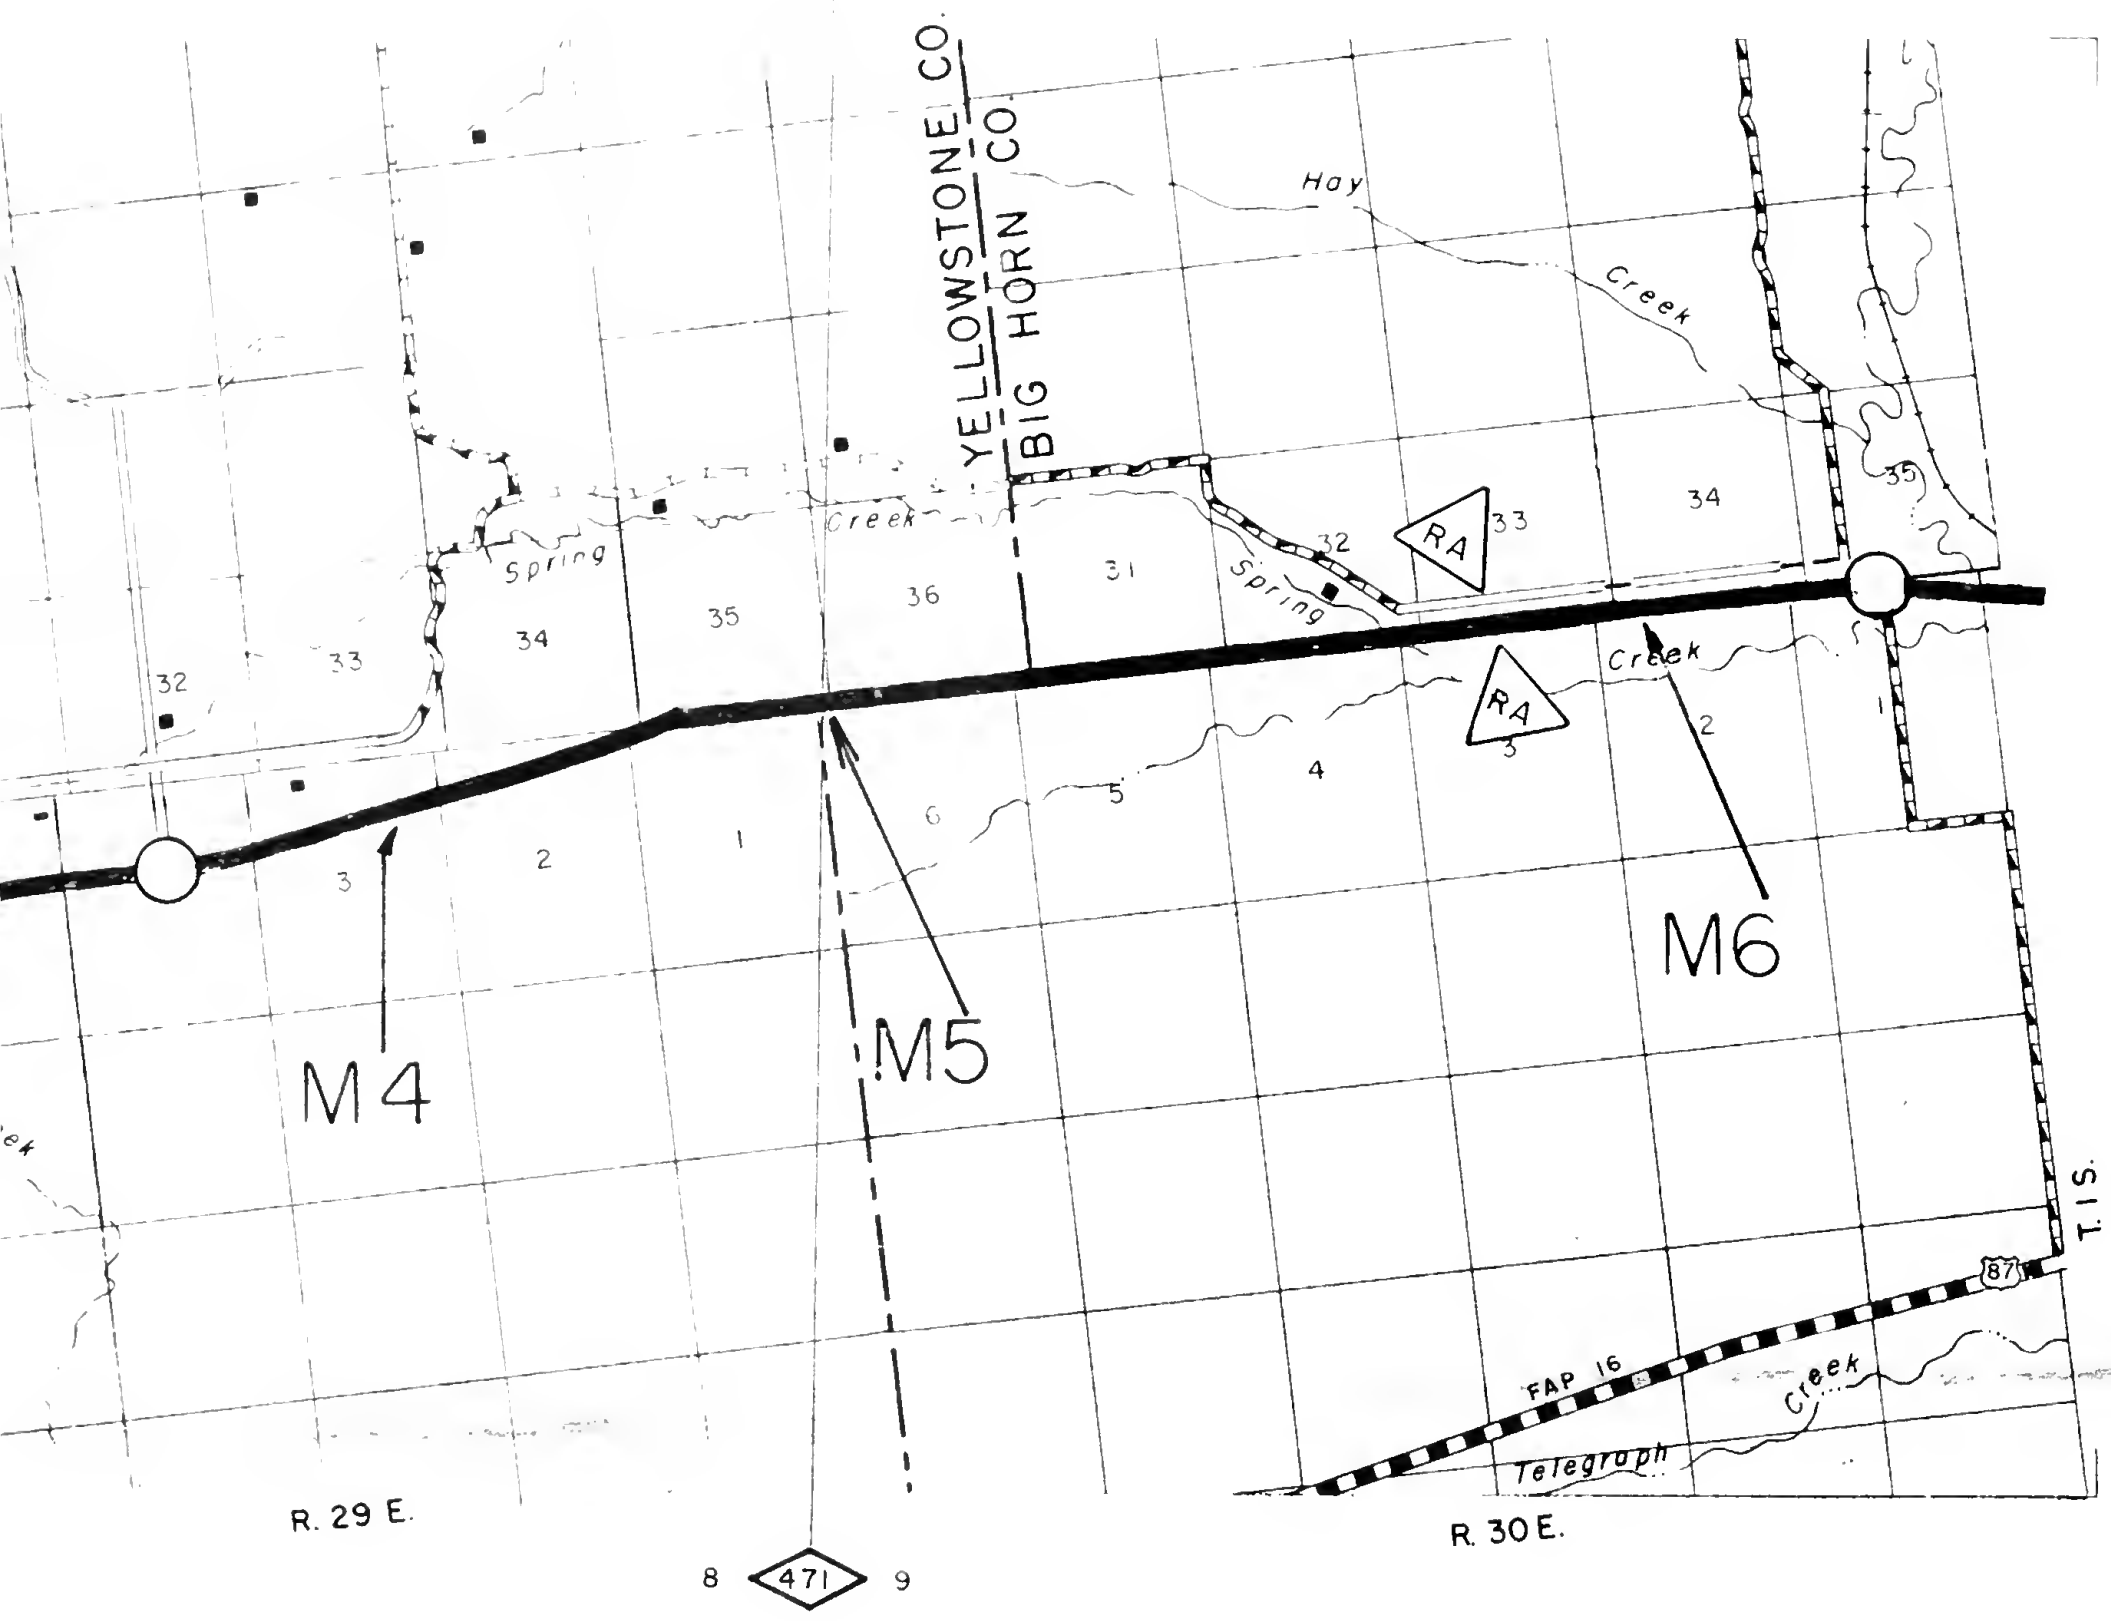 YELLOWSTONE CO.
BIG HORN CO.
Hay
Creek
Spring
Creek
35
34
33
RA
32
31
36
35
34
33
32
Spring
Creek
RA
1
2
3
4
5
6
1
2
3
M4
M5
M6
T. 1 S.
87
FAP 16
Creek
Telegraph
R. 29 E.
R. 30 E.
8
471
9